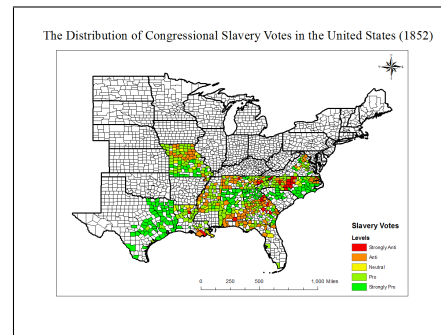 The Distribution of Congressional Slavery Votes in the United States (1852)
Slavery Votes
Levels
Strongly Anti
Anti
Neutral
Pro
Strongly Pro
0 250 500 1,000 Miles